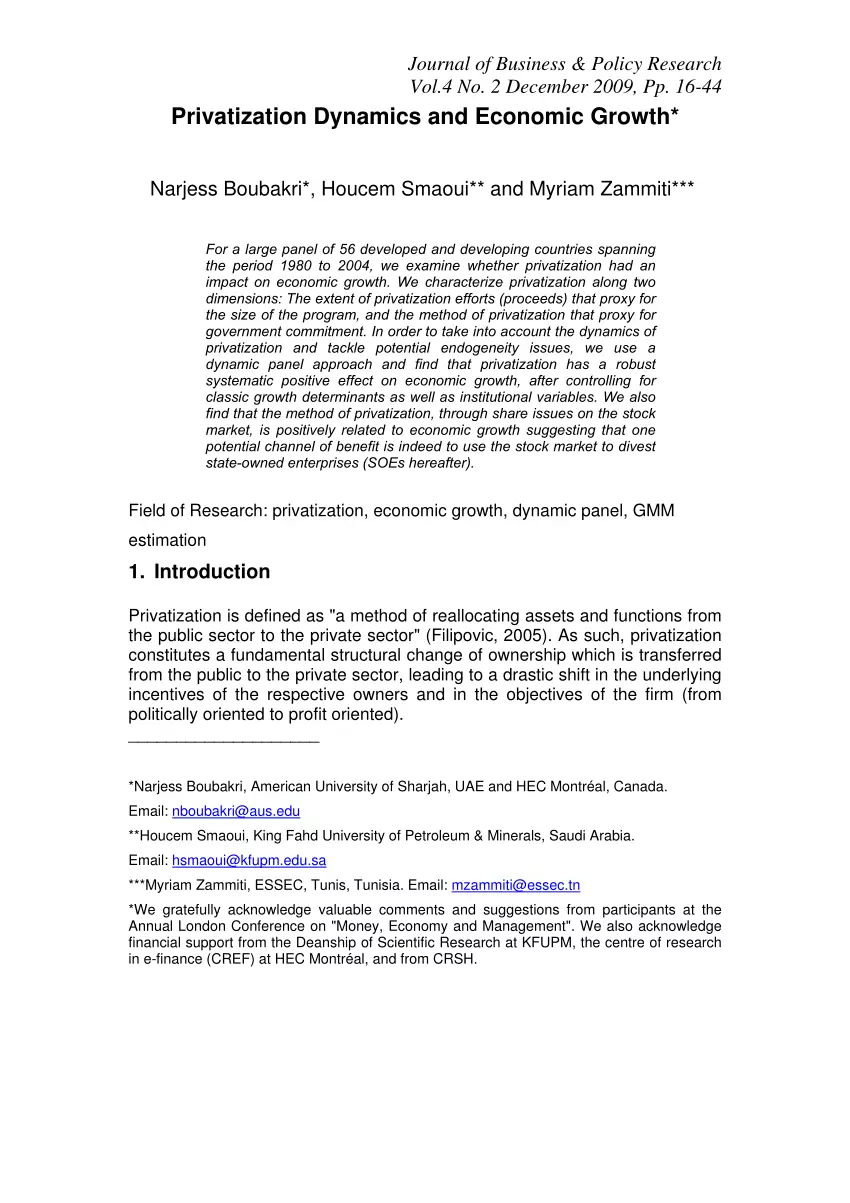 Journal of Business & Policy Research
Vol.4 No. 2 December 2009, Pp. 16-44
Privatization Dynamics and Economic Growth*
Narjess Boubakri*, Houcem Smaoui** and Myriam Zammiti***
For a large panel of 56 developed and developing countries spanning
the period 1980 to 2004, we examine whether privatization had an
impact on economic growth. We characterize privatization along two
dimensions: The extent of privatization efforts (proceeds) that proxy for
the size of the program, and the method of privatization that proxy for
government commitment. In order to take into account the dynamics of
privatization and tackle potential endogeneity issues, we use a
dynamic panel approach and find that privatization has a robust
systematic positive effect on economic growth, after controlling for
classic growth determinants as well as institutional variables. We also
find that the method of privatization, through share issues on the stock
market, is positively related to economic growth suggesting that one
potential channel of benefit is indeed to use the stock market to divest
state-owned enterprises (SOEs hereafter).
Field of Research: privatization, economic growth, dynamic panel, GMM
estimation
1. Introduction
Privatization is defined as "a method of reallocating assets and functions from
the public sector to the private sector" (Filipovic, 2005). As such, privatization
constitutes a fundamental structural change of ownership which is transferred
from the public to the private sector, leading to a drastic shift in the underlying
incentives of the respective owners and in the objectives of the firm (from
politically oriented to profit oriented).
____________________
*Narjess Boubakri, American University of Sharjah, UAE and HEC Montréal, Canada.
Email: nboubakri@aus.edu
**Houcem Smaoui, King Fahd University of Petroleum & Minerals, Saudi Arabia.
Email: hsmaoui@kfupm.edu.sa
***Myriam Zammiti, ESSEC, Tunis, Tunisia. Email: mzammiti@essec.tn
*We gratefully acknowledge valuable comments and suggestions from participants at the
Annual London Conference on "Money, Economy and Management". We also acknowledge
financial support from the Deanship of Scientific Research at KFUPM, the centre of research
in e-finance (CREF) at HEC Montréal, and from CRSH.